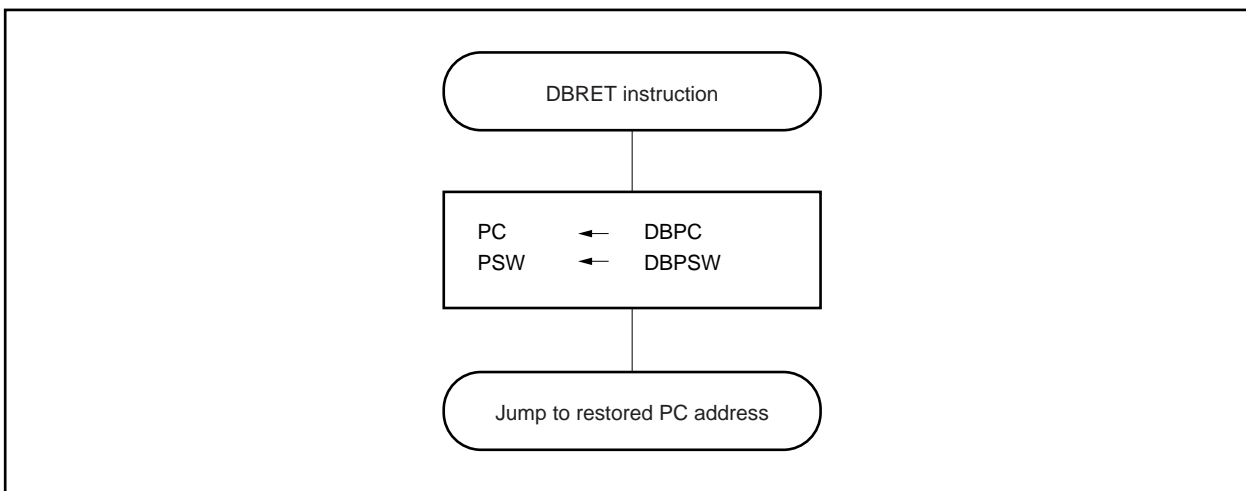 DBRET instruction
PC ← DBPC
PSW ← DBPSW
Jump to restored PC address